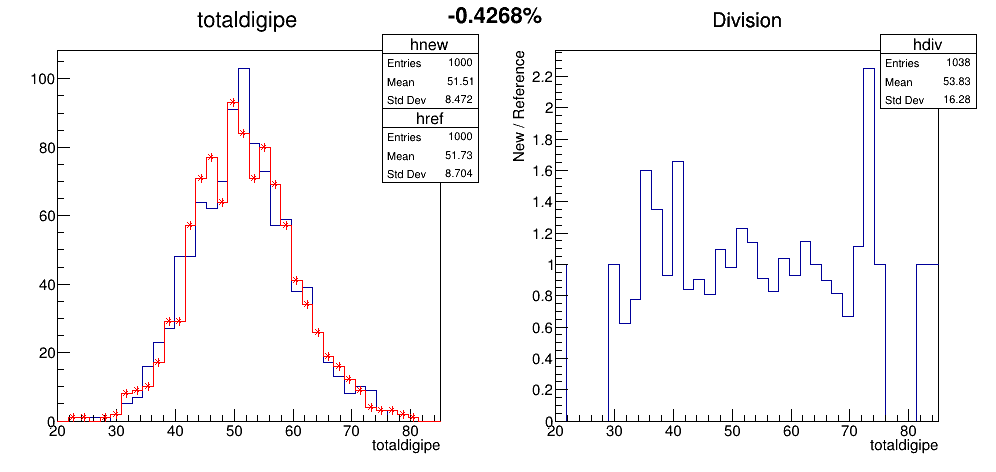 -0.4268%
totaldigipe
hnew
Entries 1000
Mean 51.51
Std Dev 8.472
href
Entries 1000
Mean 51.73
Std Dev 8.704
100
80
60
40
20
0
20 30 40 50 60 70 80
totaldigipe
Division
hdiv
Entries 1038
Mean 53.83
Std Dev 16.28
New / Reference
2.2
2
1.8
1.6
1.4
1.2
1
0.8
0.6
0.4
0.2
0
20 30 40 50 60 70 80
totaldigipe